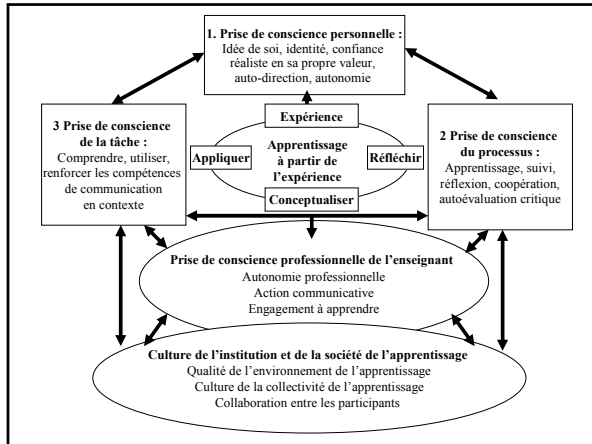 1. Prise de conscience personnelle :
Idée de soi, identité, confiance
réaliste en sa propre valeur,
auto-direction, autonomie
3 Prise de conscience
de la tâche :
Comprendre, utiliser,
renforcer les compétences
de communication
en contexte
Expérience
Appliquer
Apprentissage
à partir de
l’expérience
Réfléchir
Conceptualiser
2 Prise de conscience
du processus :
Apprentissage, suivi,
réflexion, coopération,
autoévaluation critique
Prise de conscience professionnelle de l’enseignant
Autonomie professionnelle
Action communicative
Engagement à apprendre
Culture de l’institution et de la société de l’apprentissage
Qualité de l’environnement de l’apprentissage
Culture de la collectivité de l’apprentissage
Collaboration entre les participants